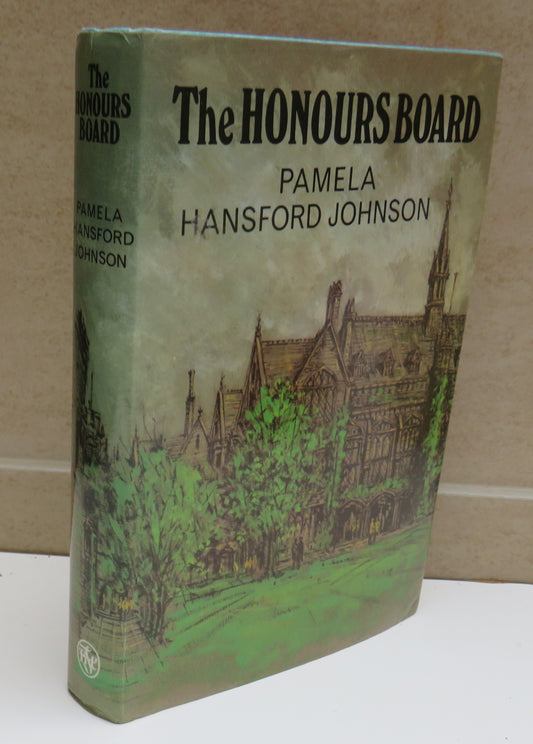 The
HONOURS
BOARD
PAMELA
HANSFORD
JOHNSON
The HONOURS BOARD
PAMELA
HANSFORD JOHNSON